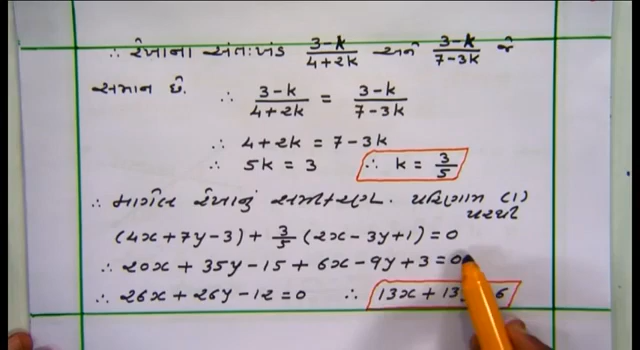 ∴ રેખાના અંતઃખંડ (3-k)/(4+2k) અને (3-k)/(7-3k) જે
સમાન છે.
∴ (3-k)/(4+2k) = (3-k)/(7-3k)
∴ 4+2k = 7-3k
∴ 5k = 3 ∴ k = 3/5
∴ માગેલ રેખાનું સમીકરણ. પરિણામ (1)
પરથી
(4x+7y-3) + 3/5 (2x-3y+1) = 0
∴ 20x + 35y - 15 + 6x - 9y + 3 = 0
∴ 26x + 26y - 12 = 0 ∴ 13x + 13 6